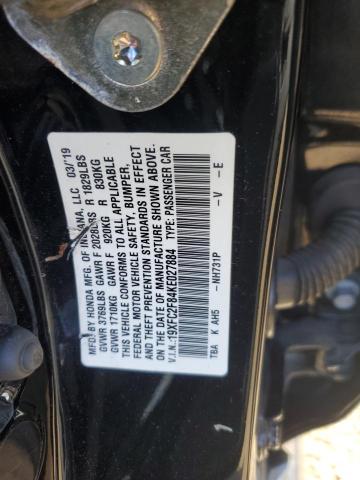 MFD. BY HONDA MFG. OF INDIANA, LLC 03/19
GVWR 3769LBS GAWR F 2028LBS R 1829LBS
GVWR 1710KG GAWR F 920KG R 830KG
THIS VEHICLE CONFORMS TO ALL APPLICABLE
FEDERAL MOTOR VEHICLE SAFETY, BUMPER,
AND THEFT PREVENTION STANDARDS IN EFFECT
ON THE DATE OF MANUFACTURE SHOWN ABOVE.
V.I.N.:19XFC2F84KE027884 TYPE: PASSENGER CAR
TBA K AH5 -NH731P -V -E